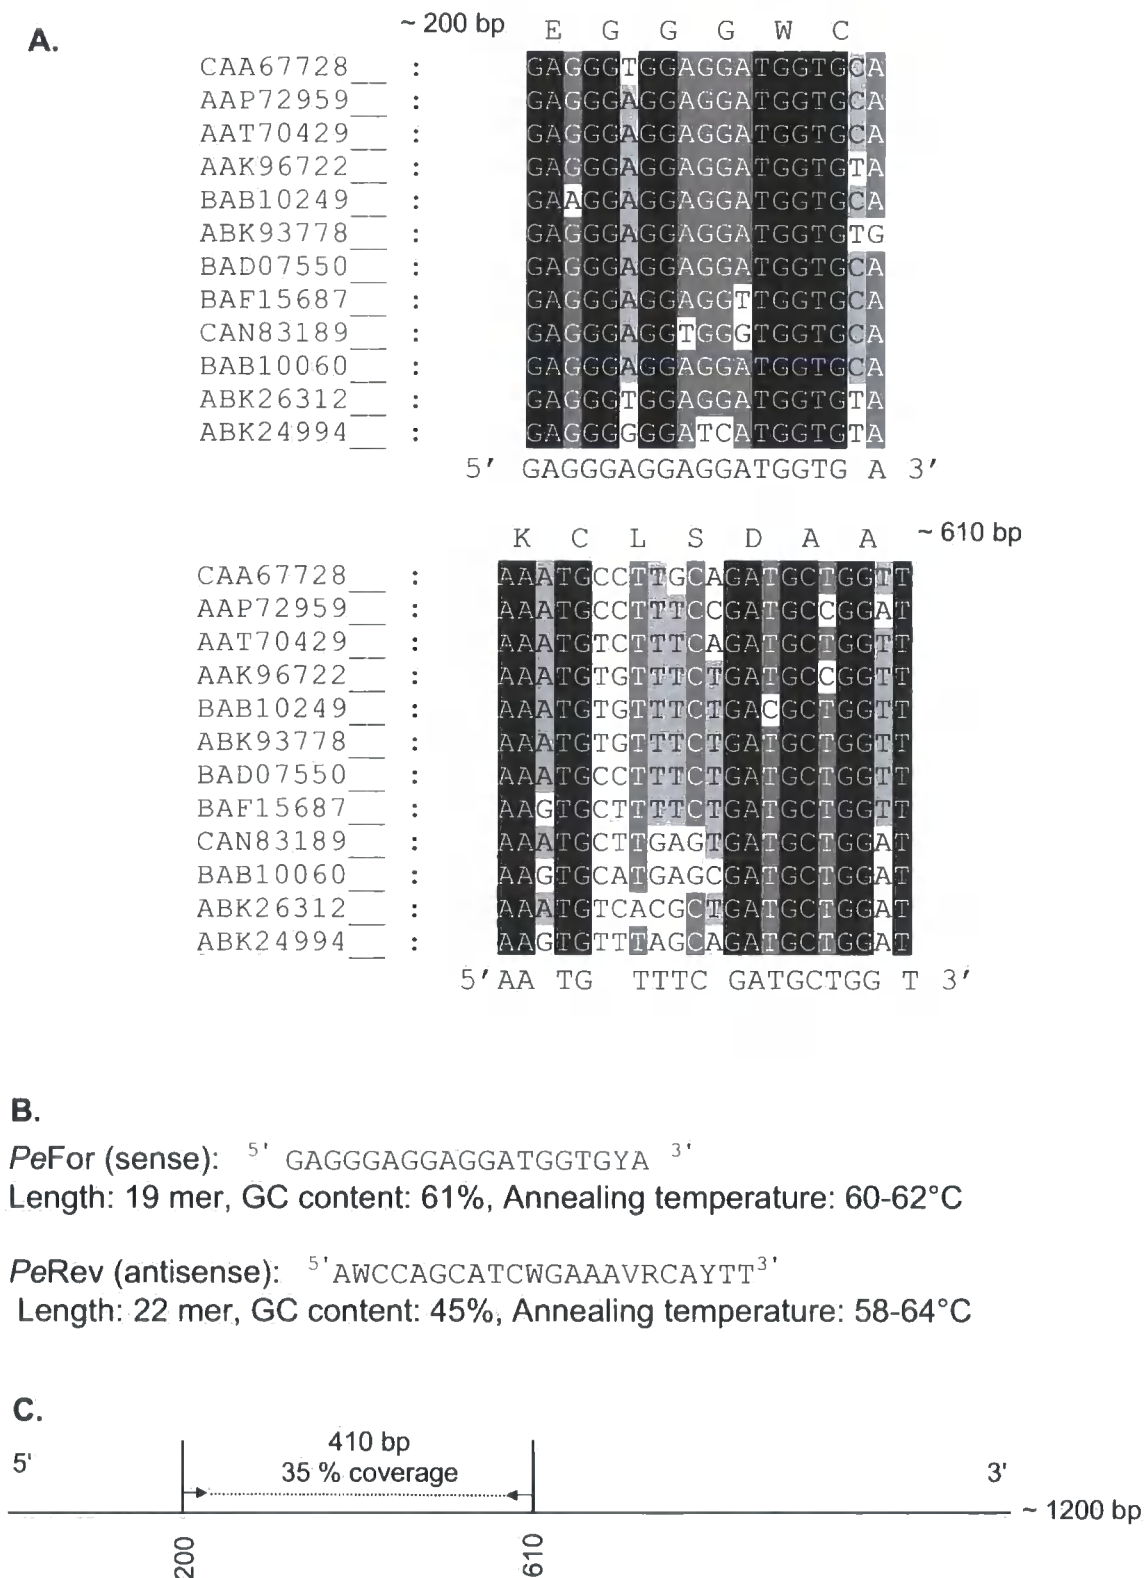 A.
~ 200 bp E G G G W C
CAA67728__ : GAGGGTGGAGGATGGTGCA
AAP72959__ : GAGGGAGGAGGATGGTGCA
AAT70429__ : GAGGGAGGAGGATGGTGCA
AAK96722__ : GAGGGAGGAGGATGGTGTA
BAB10249__ : GAAGGAGGAGGATGGTGCA
ABK93778__ : GAGGGAGGAGGATGGTGTG
BAD07550__ : GAGGGAGGAGGATGGTGCA
BAF15687__ : GAGGGAGGAGGTTGGTGCA
CAN83189__ : GAGGGAGGTGGGTGGTGCA
BAB10060__ : GAGGGAGGAGGATGGTGCA
ABK26312__ : GAGGGTGGAGGATGGTGTA
ABK24994__ : GAGGGGGGATCATGGTGTA
5' GAGGGAGGAGGATGGTG A 3'
K C L S D A A ~ 610 bp
CAA67728__ : AAATGCCTTGCAGATGCTGGTT
AAP72959__ : AAATGCCTTTCCGATGCCGGAT
AAT70429__ : AAATGTCTTTCAGATGCTGGTT
AAK96722__ : AAATGTGTTTCTGATGCCGGTT
BAB10249__ : AAATGTGTTTCTGACGCTGGTT
ABK93778__ : AAATGTGTTTCTGATGCTGGTT
BAD07550__ : AAATGCCTTTCTGATGCTGGTT
BAF15687__ : AAGTGCTTTTCTGATGCTGGTT
CAN83189__ : AAATGCTTGAGTGATGCTGGAT
BAB10060__ : AAGTGCATGAGCGATGCTGGAT
ABK26312__ : AAATGTCACGCTGATGCTGGAT
ABK24994__ : AAGTGTTTAGCAGATGCTGGAT
5' AA TG TTTC GATGCTGG T 3'
B.
PeFor (sense): 5' GAGGGAGGAGGATGGTGYA 3'
Length: 19 mer, GC content: 61%, Annealing temperature: 60-62°C
PeRev (antisense): 5'AWCCAGCATCWGAAAVRCAYTT3'
Length: 22 mer, GC content: 45%, Annealing temperature: 58-64°C
C.
410 bp
5' 35 % coverage 3'
~ 1200 bp
200 610